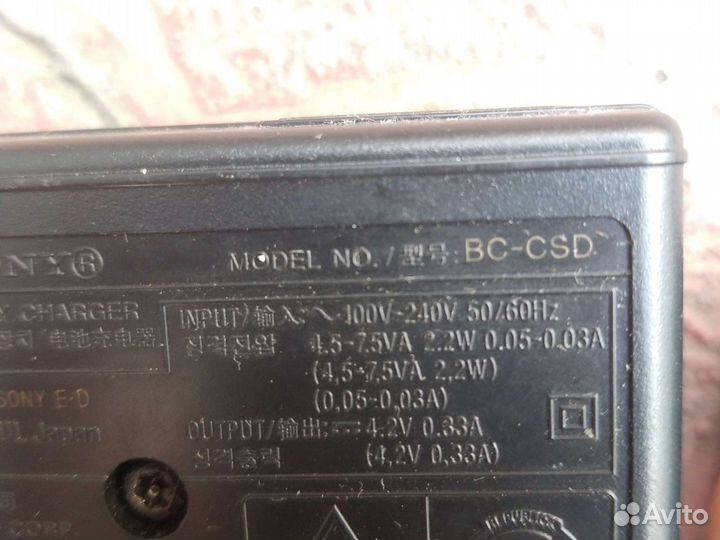 NY®
MODEL NO./型号: BC-CSD
Y CHARGER
/电池充电器
INPUT/输入: ∿ 100V-240V 50/60Hz
정격전압 4.5-7.5VA 2.2W 0.05-0.03A
(4,5-7,5VA 2,2W)
(0,05-0,03A)
SONY E-D
UL Japan
OUTPUT/输出: ⎓ 4.2V 0.33A
정격출력 (4,2V 0,33A)
CORP.
REPUBLIK
Avito